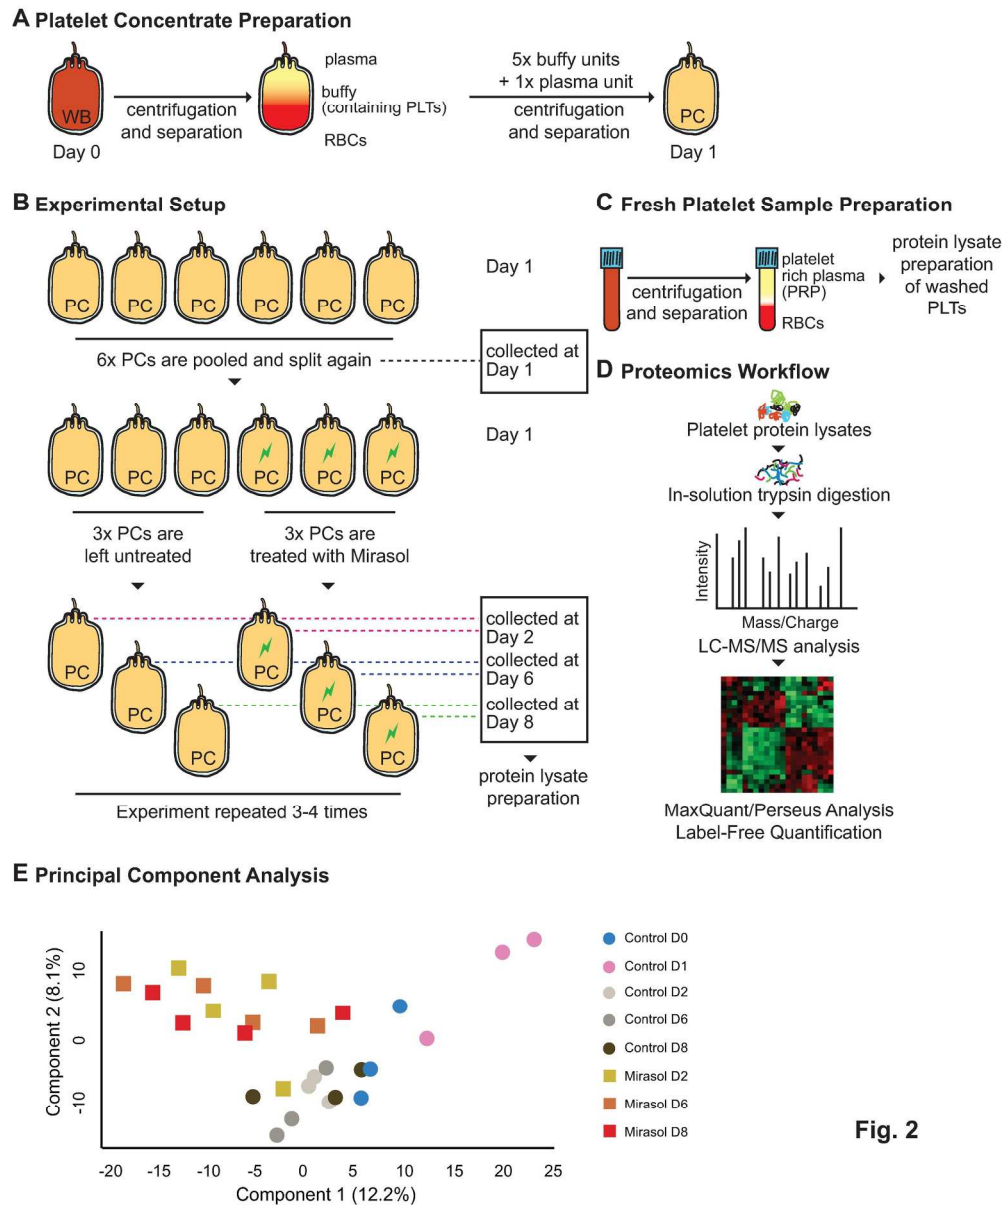 A Platelet Concentrate Preparation
WB
Day 0
centrifugation
and separation
plasma
buffy
(containing PLTs)
RBCs
5x buffy units
+ 1x plasma unit
centrifugation
and separation
PC
Day 1
B Experimental Setup
PC PC PC PC PC PC
Day 1
6x PCs are pooled and split again
collected at
Day 1
PC PC PC PC PC PC
Day 1
3x PCs are
left untreated
3x PCs are
treated with Mirasol
PC PC
PC PC
PC PC
collected at
Day 2
collected at
Day 6
collected at
Day 8
protein lysate
preparation
Experiment repeated 3-4 times
C Fresh Platelet Sample Preparation
centrifugation
and separation
platelet
rich plasma
(PRP)
RBCs
protein lysate
preparation
of washed
PLTs
D Proteomics Workflow
Platelet protein lysates
In-solution trypsin digestion
Intensity
Mass/Charge
LC-MS/MS analysis
MaxQuant/Perseus Analysis
Label-Free Quantification
E Principal Component Analysis
Component 2 (8.1%)
10
0
-10
-20 -15 -10 -5 0 5 10 15 20 25
Component 1 (12.2%)
Control D0
Control D1
Control D2
Control D6
Control D8
Mirasol D2
Mirasol D6
Mirasol D8
Fig. 2